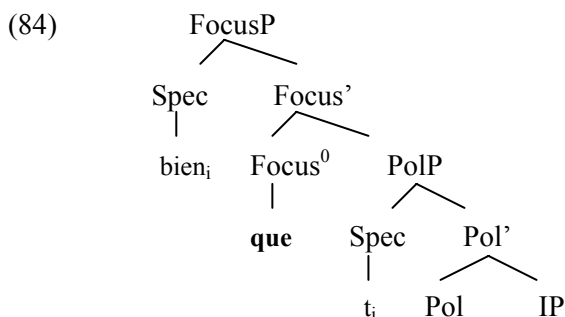 (84) FocusP
Spec Focus’
bieni Focus0 PolP
que Spec Pol’
ti Pol IP